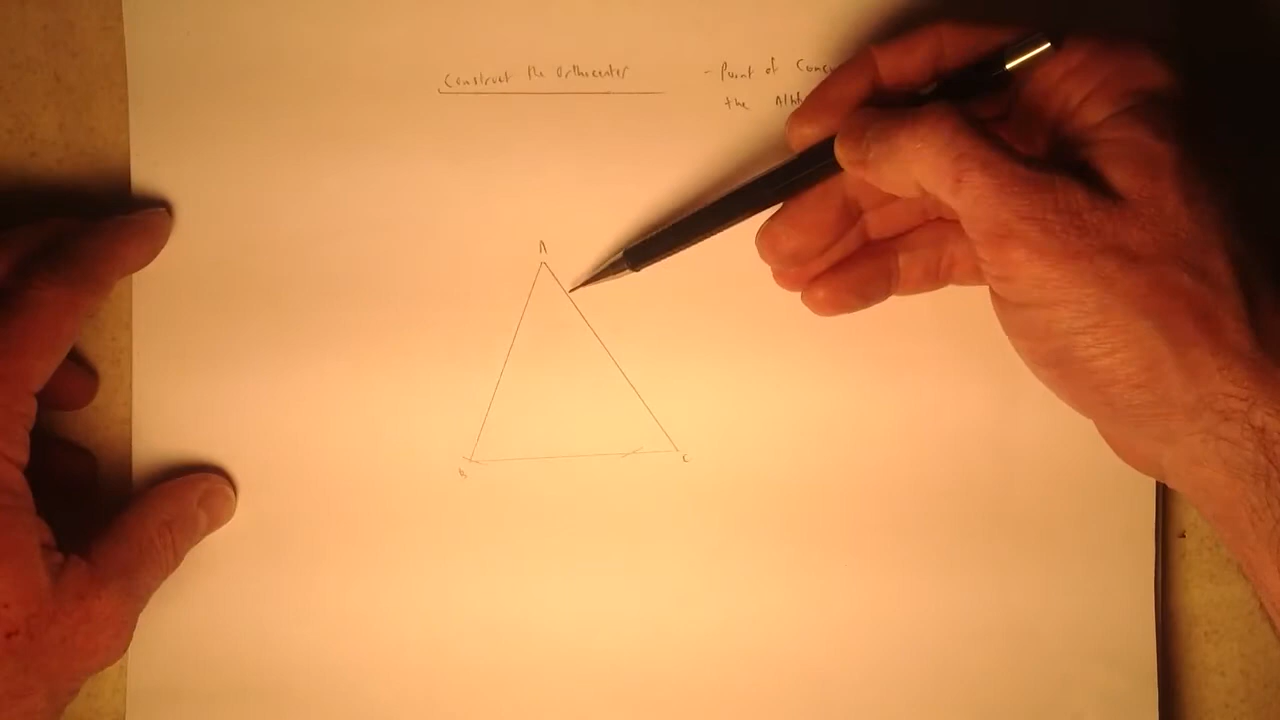 Construct the Orthocenter
- Point of
the
A
B
C